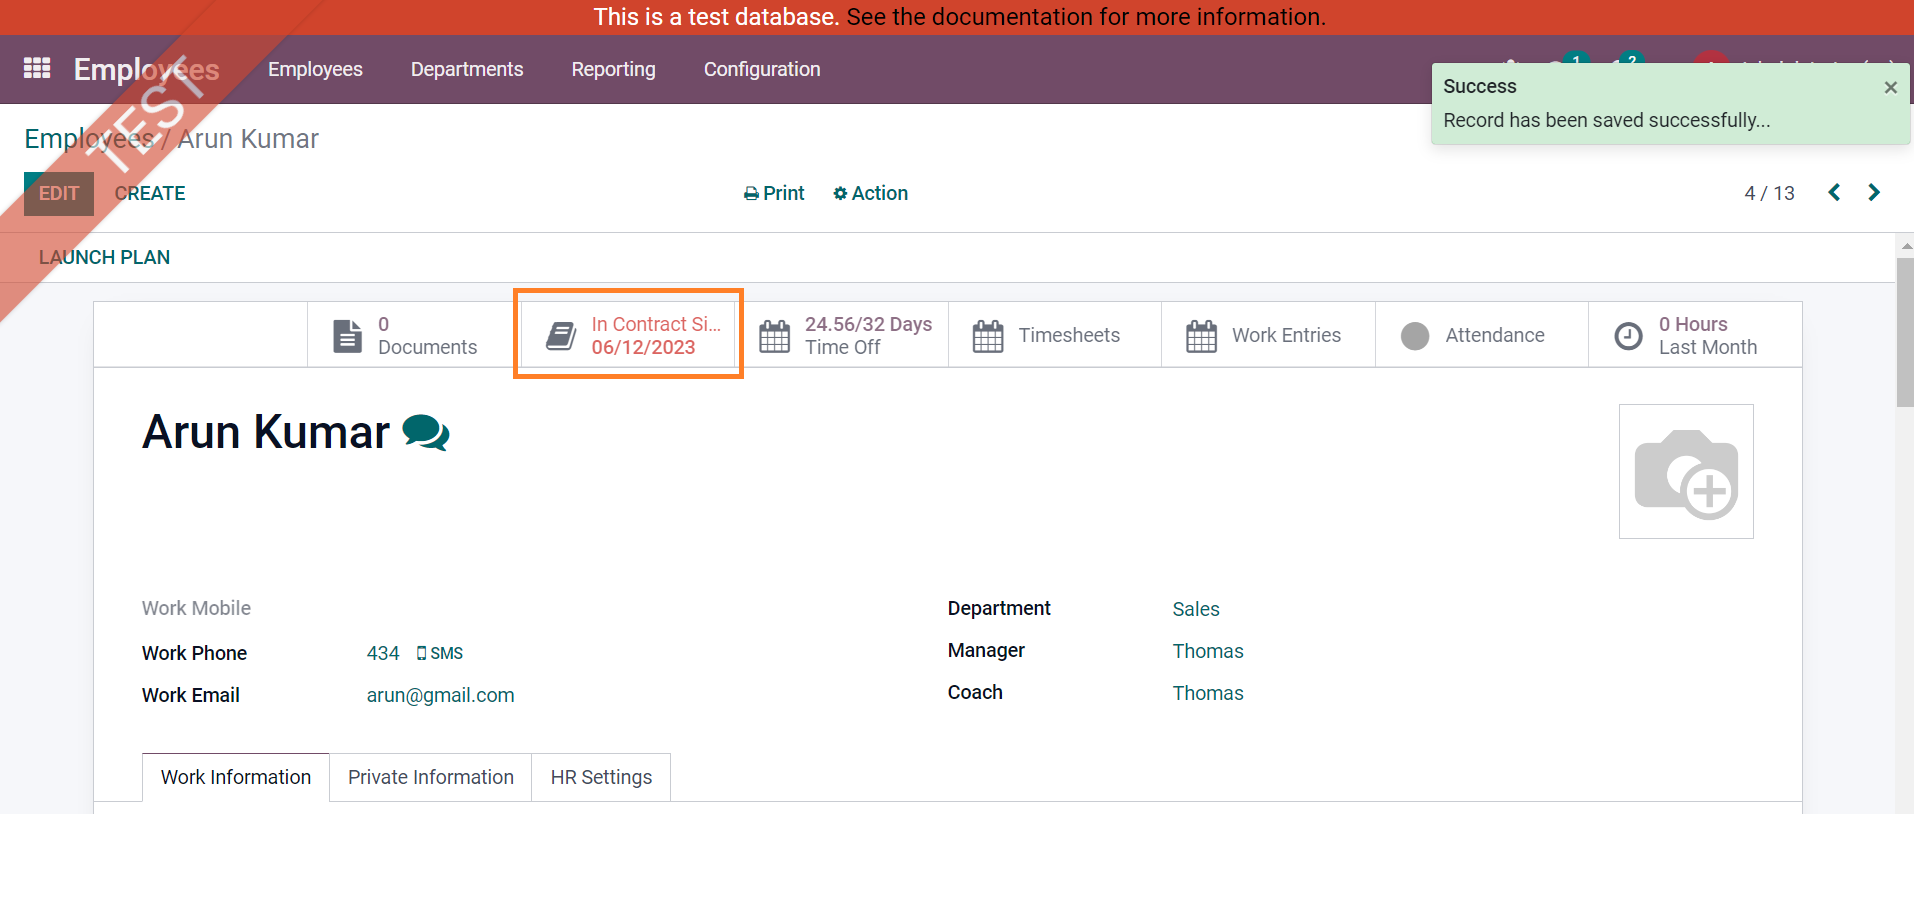 This is a test database. See the documentation for more information.
Employees Employees Departments Reporting Configuration 1 2
Success ×
Record has been saved successfully...
TEST
Employees / Arun Kumar
EDIT CREATE Print Action 4 / 13
LAUNCH PLAN
0 Documents
In Contract Si...
06/12/2023
24.56/32 Days
Time Off
Timesheets
Work Entries
Attendance
0 Hours
Last Month
Arun Kumar
Work Mobile
Work Phone 434 SMS
Work Email arun@gmail.com
Department Sales
Manager Thomas
Coach Thomas
Work Information Private Information HR Settings